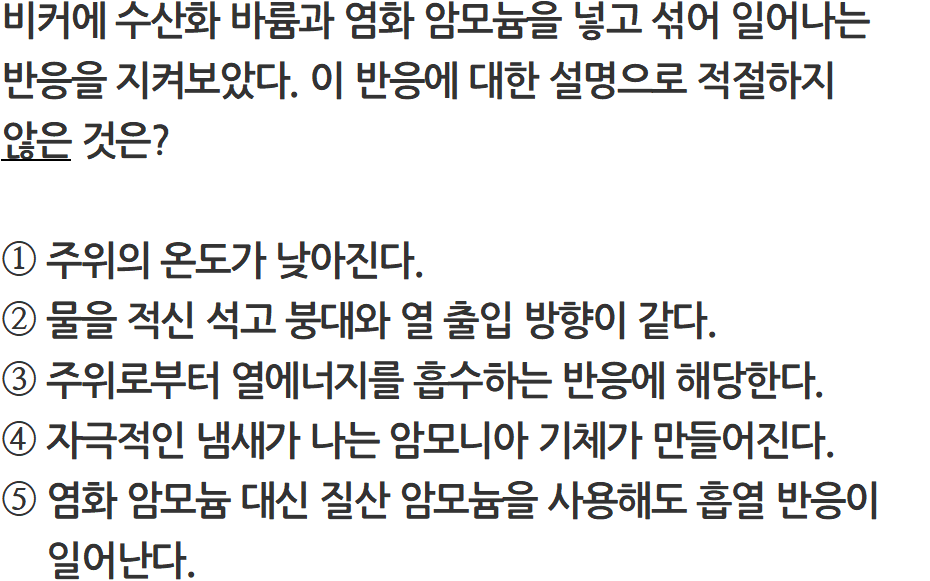 비커에 수산화 바륨과 염화 암모늄을 넣고 섞어 일어나는
반응을 지켜보았다. 이 반응에 대한 설명으로 적절하지
않은 것은?
① 주위의 온도가 낮아진다.
② 물을 적신 석고 붕대와 열 출입 방향이 같다.
③ 주위로부터 열에너지를 흡수하는 반응에 해당한다.
④ 자극적인 냄새가 나는 암모니아 기체가 만들어진다.
⑤ 염화 암모늄 대신 질산 암모늄을 사용해도 흡열 반응이
일어난다.